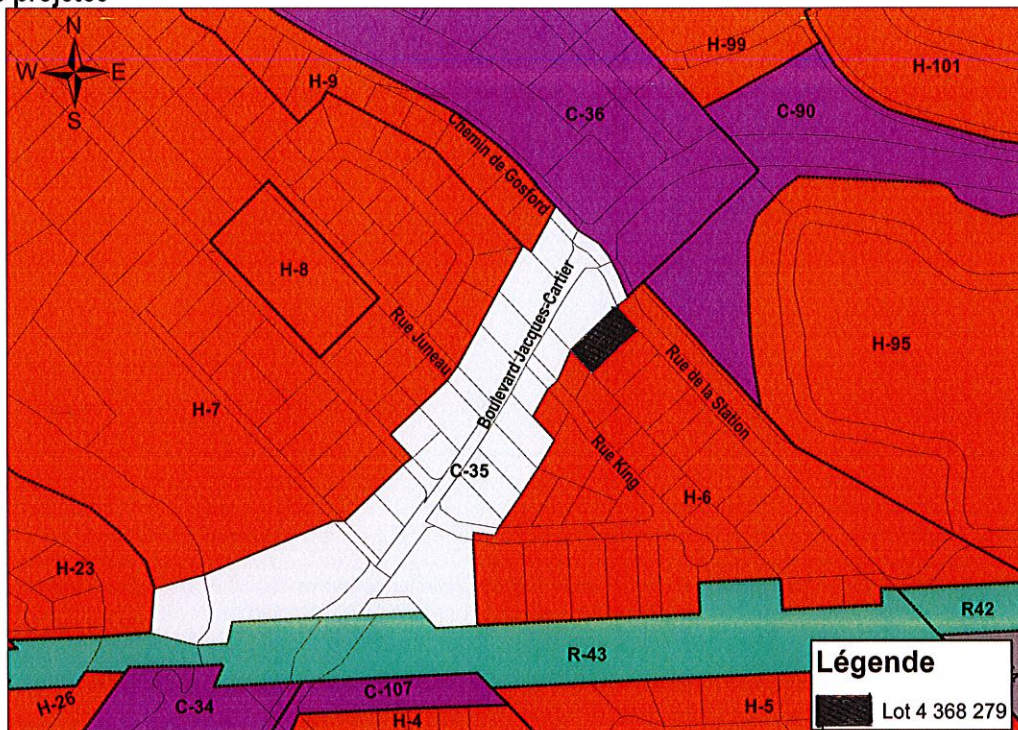 projetée
N
W E
S
H-99
H-101
H-9
C-36
C-90
Chemin de Gosford
H-8
Boulevard Jacques-Cartier
Rue Juneau
H-95
Rue de la Station
H-7
Rue King
C-35
H-6
H-23
R42
R-43
Légende
H-26
C-34
C-107
H-4
H-5
Lot 4 368 279